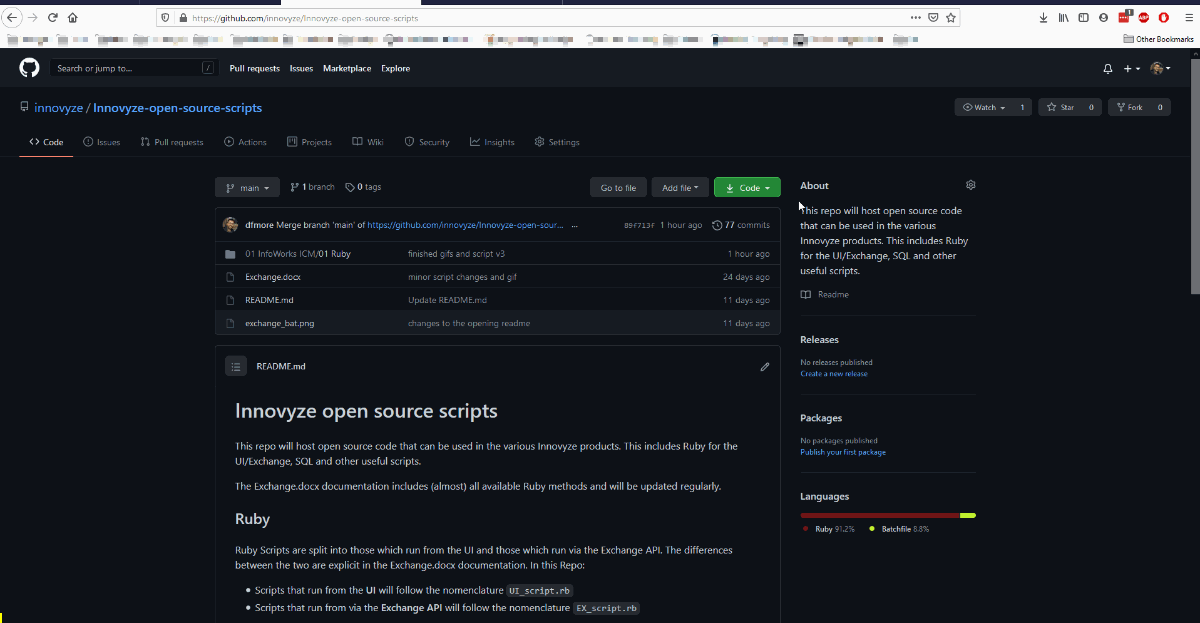 https://github.com/innovyze/Innovyze-open-source-scripts
1
ABP
Other Bookmarks
Search or jump to...
/
Pull requests Issues Marketplace Explore
innovyze / Innovyze-open-source-scripts
Watch 1 Star 0 Fork 0
Code Issues Pull requests Actions Projects Wiki Security Insights Settings
main 1 branch 0 tags Go to file Add file Code
dfmore Merge branch 'main' of https://github.com/innovyze/Innovyze-open-sour... ... 89F713F 1 hour ago 77 commits
01 InfoWorks ICM/01 Ruby finished gifs and script v3 1 hour ago
Exchange.docx minor script changes and gif 24 days ago
README.md Update README.md 11 days ago
exchange_bat.png changes to the opening readme 11 days ago
README.md
Innovyze open source scripts
This repo will host open source code that can be used in the various Innovyze products. This includes Ruby for the
UI/Exchange, SQL and other useful scripts.
The Exchange.docx documentation includes (almost) all available Ruby methods and will be updated regularly.
Ruby
Ruby Scripts are split into those which run from the UI and those which run via the Exchange API. The differences
between the two are explicit in the Exchange.docx documentation. In this Repo:
• Scripts that run from the UI will follow the nomenclature UI_script.rb
• Scripts that run from via the Exchange API will follow the nomenclature EX_script.rb
About
This repo will host open source code
that can be used in the various
Innovyze products. This includes Ruby
for the UI/Exchange, SQL and other
useful scripts.
Readme
Releases
No releases published
Create a new release
Packages
No packages published
Publish your first package
Languages
Ruby 91.2% Batchfile 8.8%